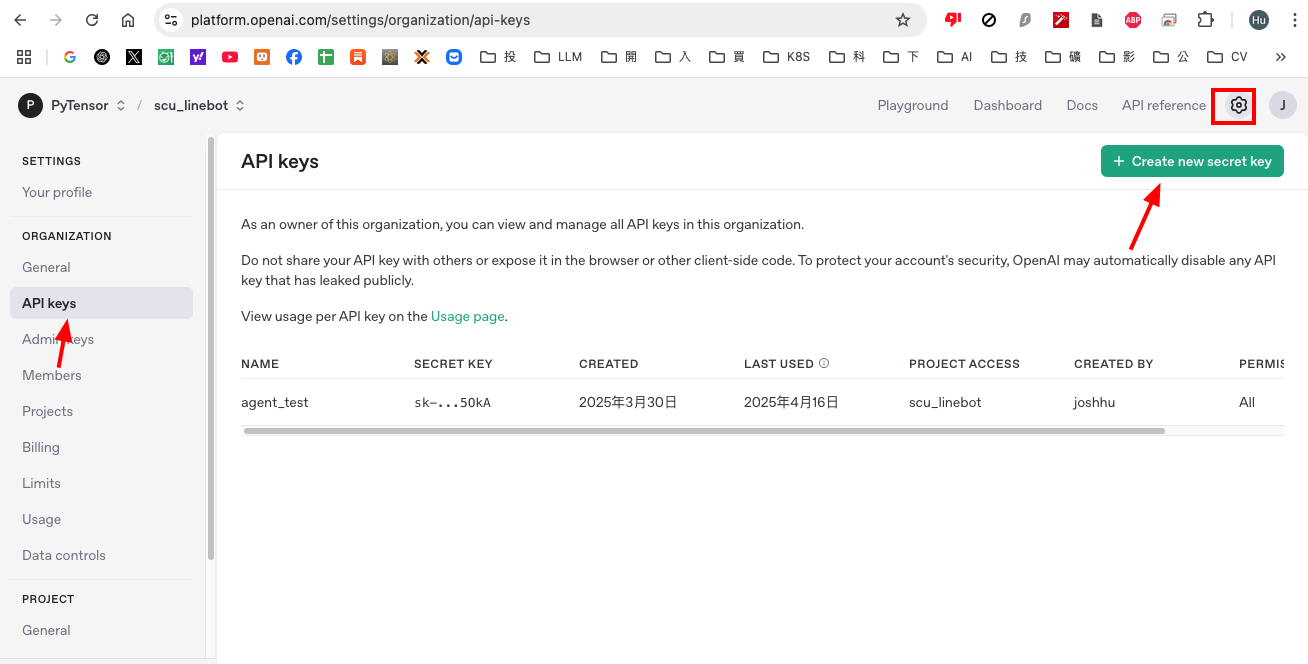 platform.openai.com/settings/organization/api-keys
ABP
Hu
投 LLM 開 入 買 K8S 科 下 AI 技 礦 影 公 CV
P PyTensor / scu_linebot Playground Dashboard Docs API reference J
SETTINGS
Your profile
ORGANIZATION
General
API keys
Admin keys
Members
Projects
Billing
Limits
Usage
Data controls
PROJECT
General
API keys
+ Create new secret key
As an owner of this organization, you can view and manage all API keys in this organization.
Do not share your API key with others or expose it in the browser or other client-side code. To protect your account's security, OpenAI may automatically disable any API
key that has leaked publicly.
View usage per API key on the Usage page.
NAME SECRET KEY CREATED LAST USED PROJECT ACCESS CREATED BY PERMIS
agent_test sk-...5OkA 2025年3月30日 2025年4月16日 scu_linebot joshhu All